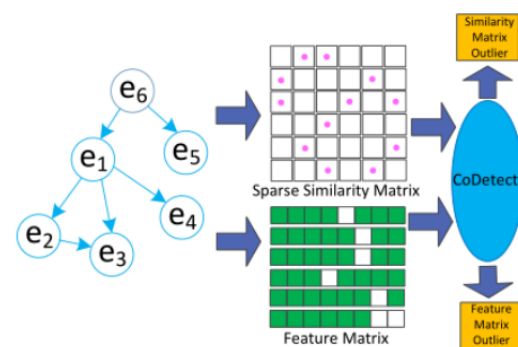 Similarity
Matrix
Outlier
e6
e1
e5
e2
e3
e4
Sparse Similarity Matrix
CoDetect
Feature Matrix
Feature
Matrix
Outlier